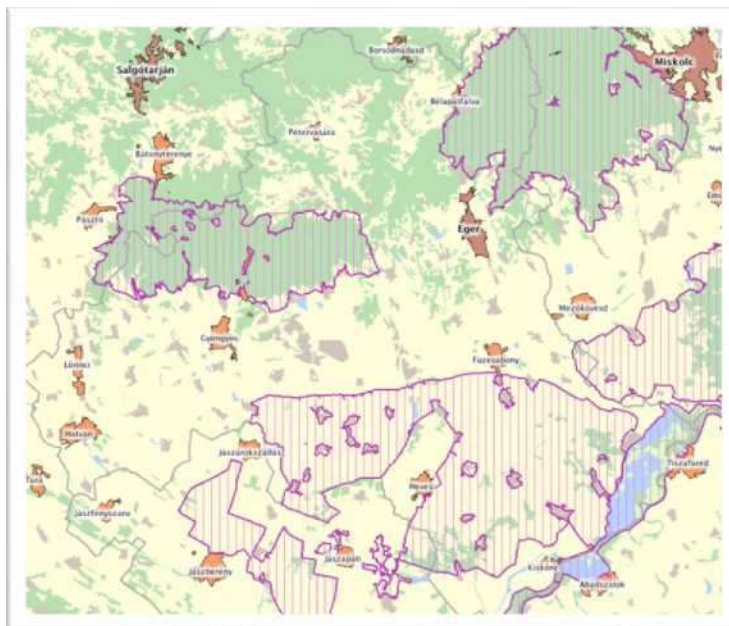 Borsodnádasd
Salgótarján
Miskolc
Bélapátfalva
Pétervására
Bátonyterenye
Pásztó
Eger
Mezőkövesd
Gyöngyös
Lőrinci
Füzesabony
Hatvan
Jászárokszállás
Tiszafüred
Tura
Heves
Jászfényszaru
Jászapáti
Jászberény
Kisköre
Abádszalók